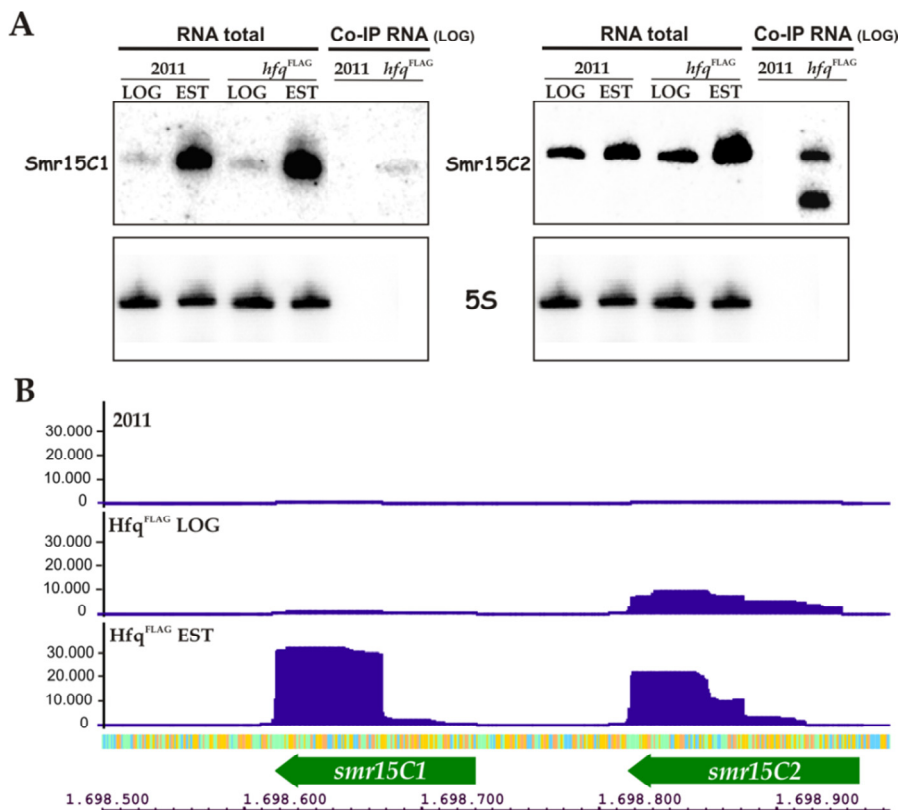 A
RNA total Co-IP RNA (LOG) RNA total Co-IP RNA (LOG)
2011 hfqFLAG 2011 hfqFLAG 2011 hfqFLAG 2011 hfqFLAG
LOG EST LOG EST LOG EST LOG EST
Smr15C1 Smr15C2
5S
B
2011
30.000
20.000
10.000
0
HfqFLAG LOG
30.000
20.000
10.000
0
HfqFLAG EST
30.000
20.000
10.000
0
smr15C1 smr15C2
1.698.500 1.698.600 1.698.700 1.698.800 1.698.900